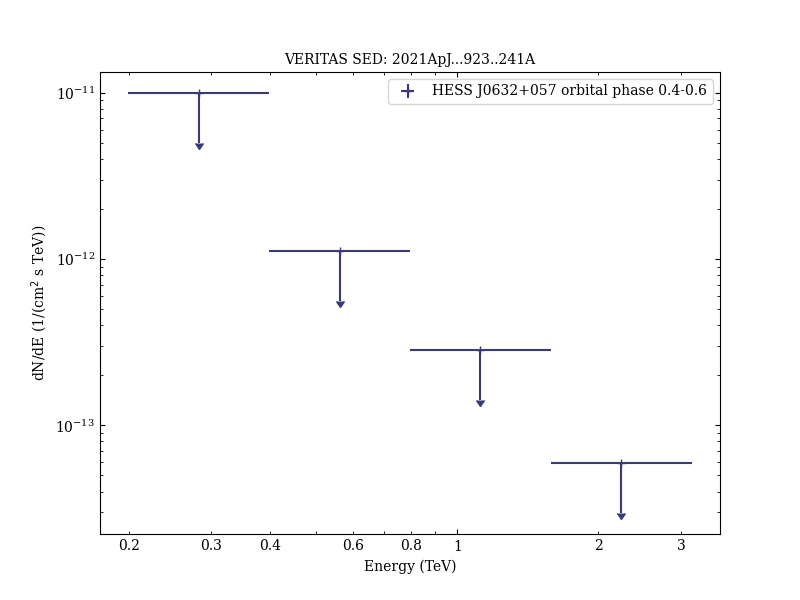 VERITAS SED: 2021ApJ...923..241A
HESS J0632+057 orbital phase 0.4-0.6
10⁻¹¹
10⁻¹²
10⁻¹³
dN/dE (1/(cm² s TeV))
0.2 0.3 0.4 0.6 0.8 1 2 3
Energy (TeV)